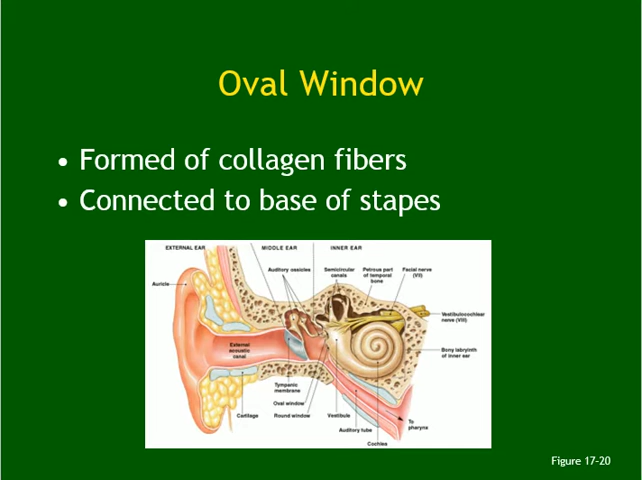 Oval Window
• Formed of collagen fibers
• Connected to base of stapes
EXTERNAL EAR
MIDDLE EAR
INNER EAR
Auditory ossicles
Semicircular
canals
Petrous part
of temporal
bone
Facial nerve
(VII)
Auricle
Vestibulocochlear
nerve (VIII)
External
acoustic
canal
Bony labyrinth
of inner ear
Tympanic
membrane
Oval window
Cartilage
Round window
Vestibule
To
pharynx
Auditory tube
Cochlea
Figure 17-20